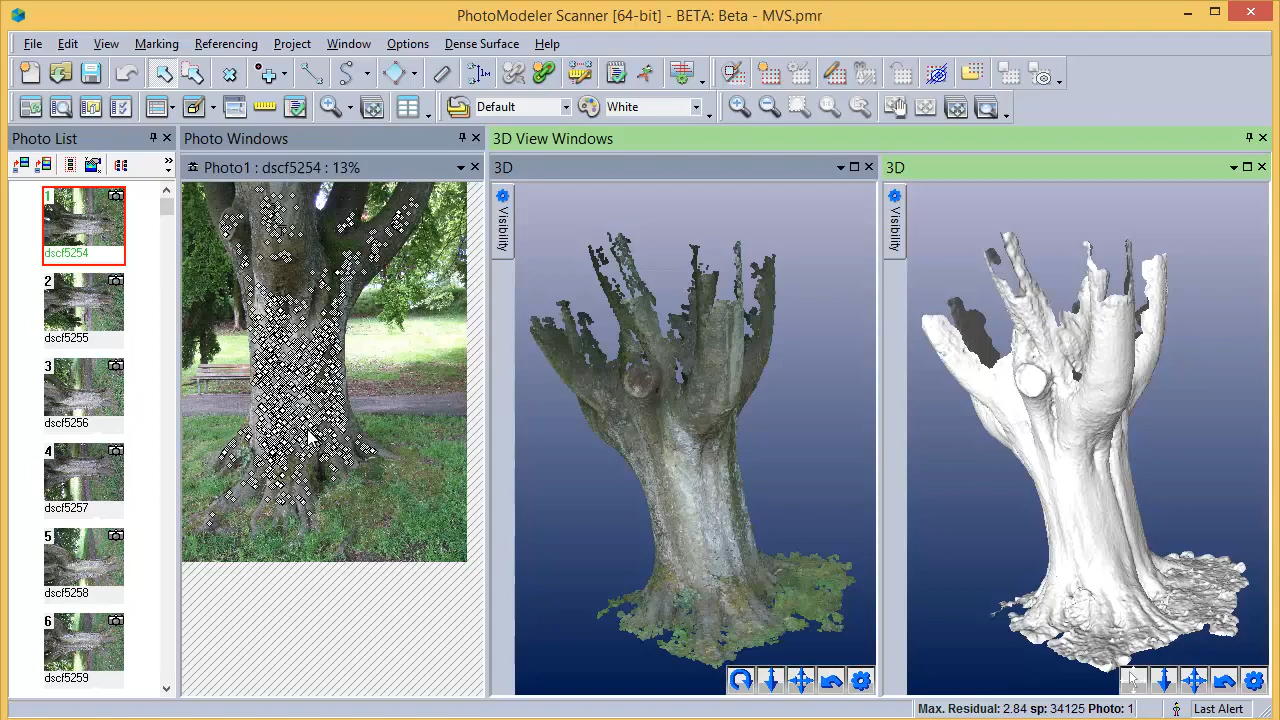 PhotoModeler Scanner [64-bit] - BETA: Beta - MVS.pmr
File Edit View Marking Referencing Project Window Options Dense Surface Help
Default White
Photo List
Photo Windows
3D View Windows
Photo1 : dscf5254 : 13%
3D
3D
Visibility
Visibility
1
dscf5254
2
dscf5255
3
dscf5256
4
dscf5257
5
dscf5258
6
dscf5259
Max. Residual: 2.84 sp: 34125 Photo: 1
Last Alert